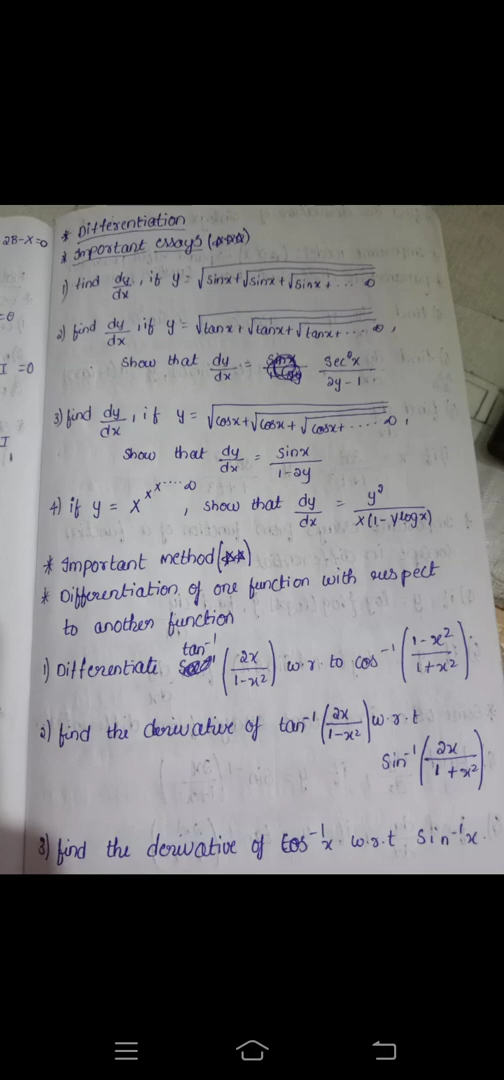 2B-X=0
* Differentiation
* Important essays (****)
1) find dy/dx, if y = √sinx+√sinx+√sinx+ ... ∞
=0
2) find dy/dx, if y = √tanx+√tanx+√tanx+.... ∞,
I =0
Show that dy/dx = sec²x/2y-1
3) find dy/dx, if y = √cosx+√cosx+√cosx+ ..... ∞,
I
Show that dy/dx = sinx/1-2y
4) if y = x^x^x^....∞, show that dy/dx = y²/x(1-ylogx)
* Important method (**)
* Differentiation of one function with respect
to another function
1) Differentiate tan⁻¹(2x/1-x²) w.r. to cos⁻¹(1-x²/1+x²).
2) find the derivative of tan⁻¹(2x/1-x²) w.r.t
Sin⁻¹(2x/1+x²).
3) find the derivative of cos⁻¹x w.r.t Sin⁻¹x.